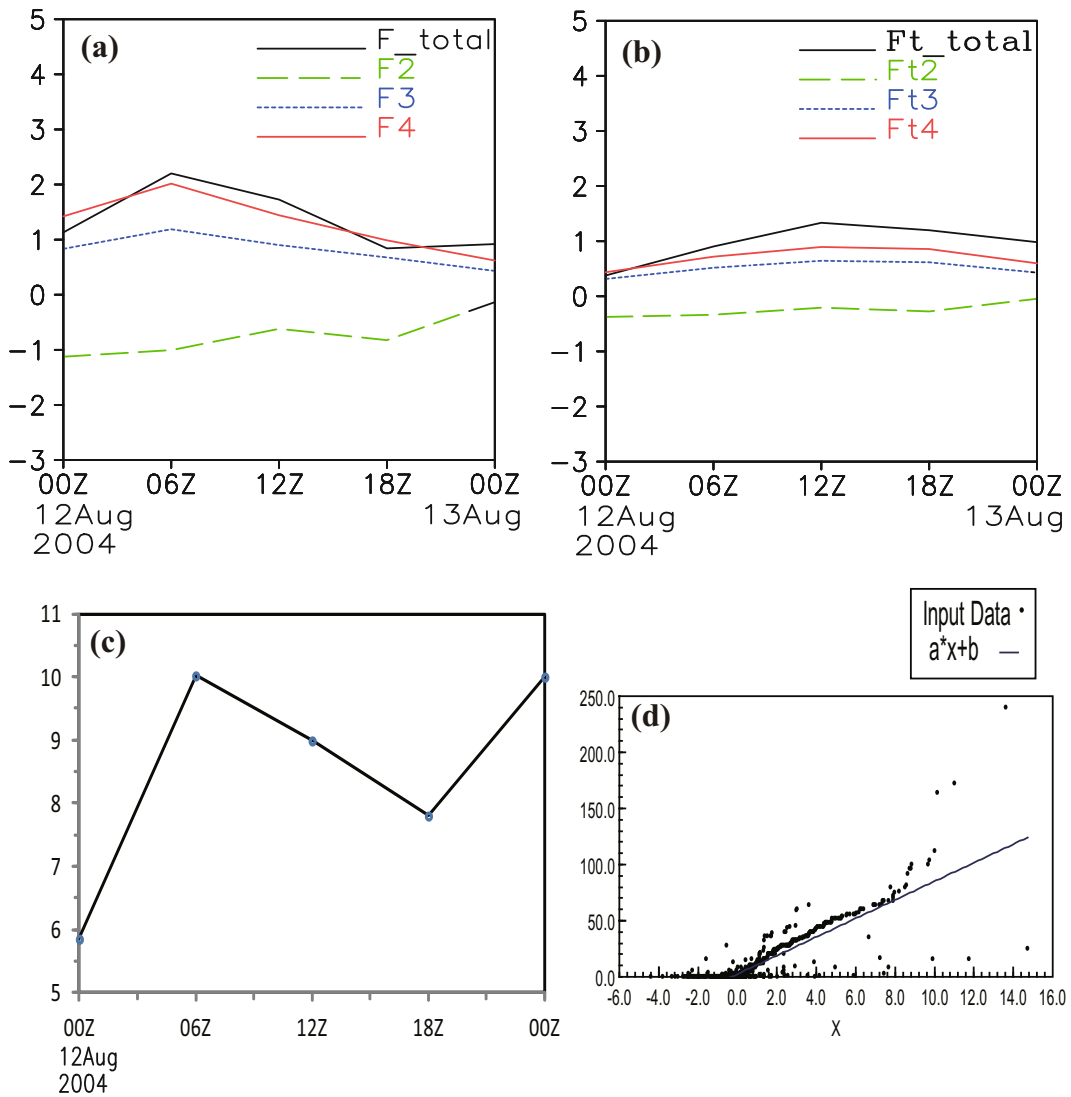 (a)
F_total
F2
F3
F4
5
4
3
2
1
0
−1
−2
−3
00Z 06Z 12Z 18Z 00Z
12Aug 13Aug
2004
(b)
Ft_total
Ft2
Ft3
Ft4
5
4
3
2
1
0
−1
−2
−3
00Z 06Z 12Z 18Z 00Z
12Aug 13Aug
2004
(c)
11
10
9
8
7
6
5
00Z 06Z 12Z 18Z 00Z
12Aug
2004
Input Data
a*x+b
(d)
250.0
200.0
150.0
100.0
50.0
0.0
-6.0 -4.0 -2.0 0.0 2.0 4.0 6.0 8.0 10.0 12.0 14.0 16.0
X